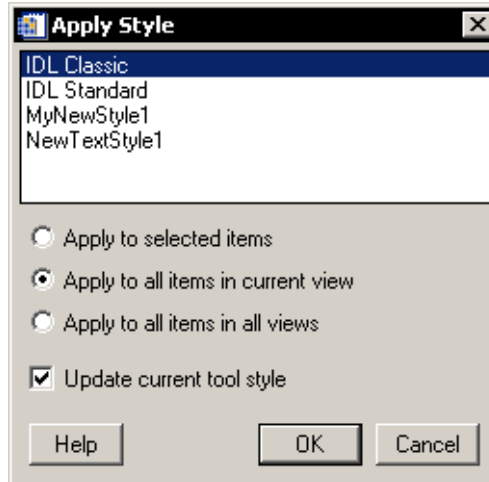 Apply Style
IDL Classic
IDL Standard
MyNewStyle1
NewTextStyle1
Apply to selected items
Apply to all items in current view
Apply to all items in all views
Update current tool style
Help OK Cancel